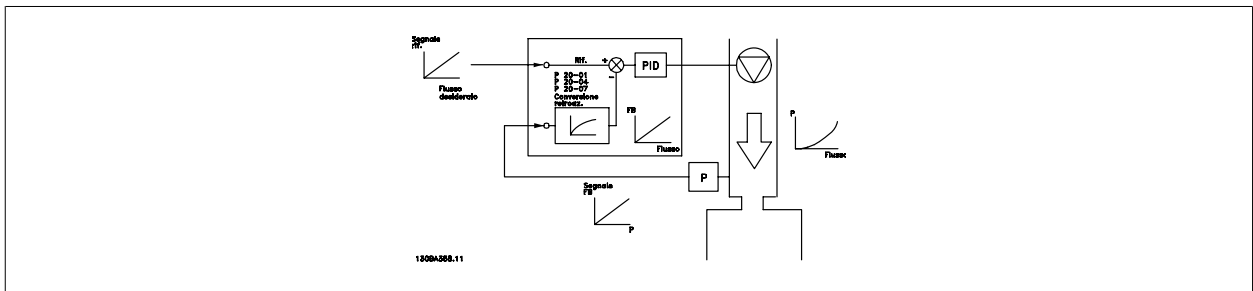 Segnale
rif.
Flusso
desiderato
Rif.
+
-
P 20-01
P 20-04
P 20-07
Conversione
retroaz.
PID
FB
Flusso
P
Flusso
P
Segnale
FB
P
130BA358.11